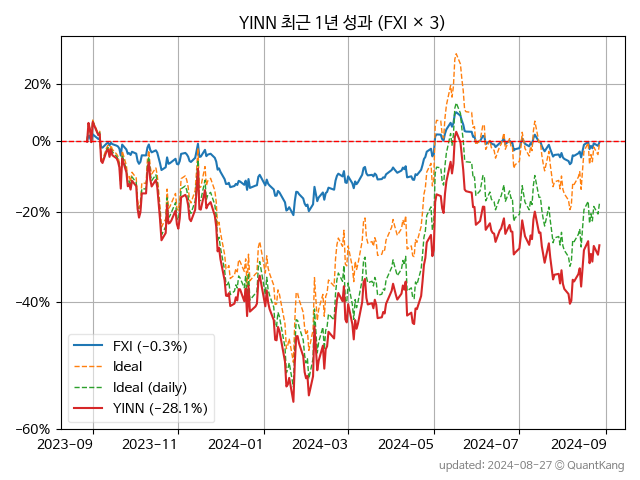 YINN 최근 1년 성과 (FXI × 3)
20%
0%
−20%
−40%
−60%
FXI (−0.3%)
Ideal
Ideal (daily)
YINN (−28.1%)
2023-09
2023-11
2024-01
2024-03
2024-05
2024-07
2024-09
updated: 2024-08-27 © QuantKang